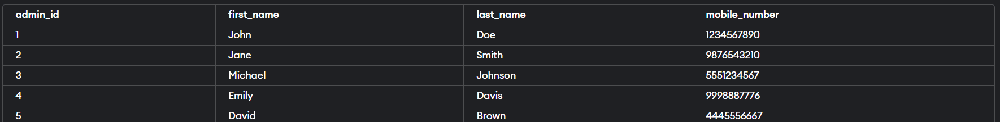 admin_id first_name last_name mobile_number
1 John Doe 1234567890
2 Jane Smith 9876543210
3 Michael Johnson 5551234567
4 Emily Davis 9998887776
5 David Brown 4445556667